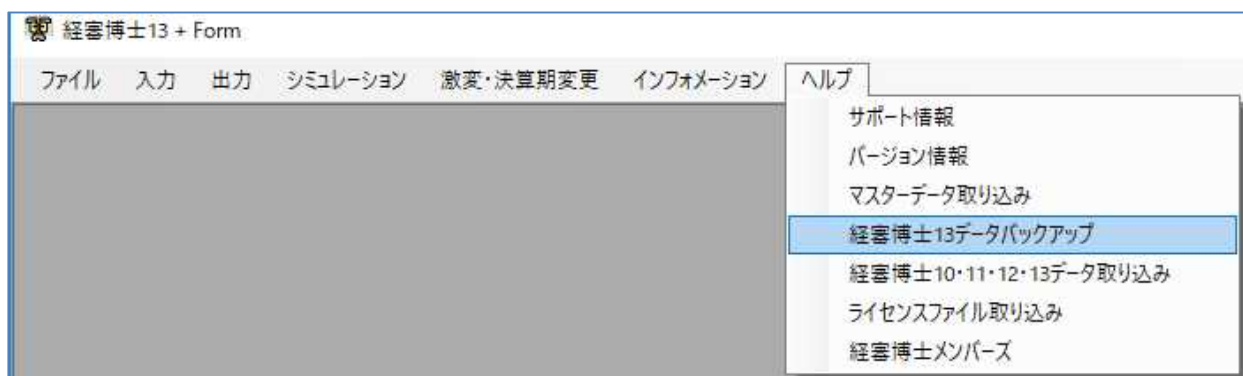 経審博士13 + Form
ファイル 入力 出力 シミュレーション 激変・決算期変更 インフォメーション ヘルプ
サポート情報
バージョン情報
マスターデータ取り込み
経審博士13データバックアップ
経審博士10・11・12・13データ取り込み
ライセンスファイル取り込み
経審博士メンバーズ